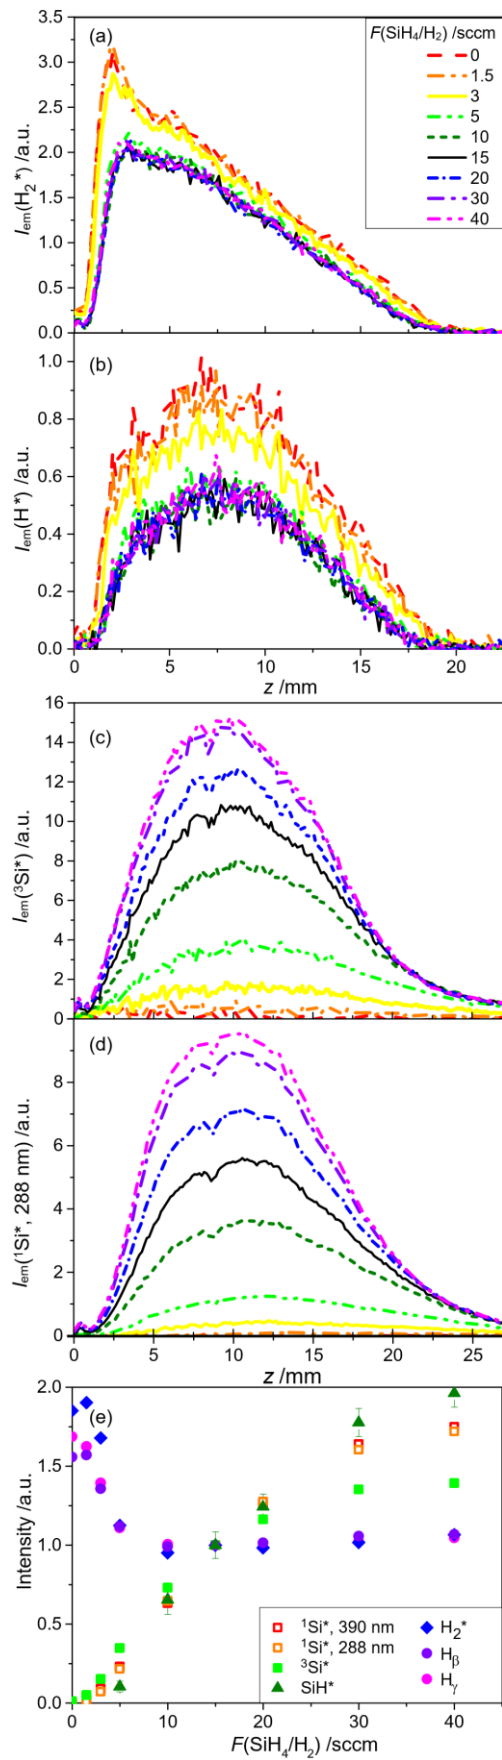 (a)
F(SiH₄/H₂) /sccm
0
1.5
3
5
10
15
20
30
40
I_em(H₂*) /a.u.
3.5
3.0
2.5
2.0
1.5
1.0
0.5
0.0
(b)
I_em(H*) /a.u.
1.0
0.8
0.6
0.4
0.2
0.0
0 5 10 15 20
z /mm
(c)
I_em(³Si*) /a.u.
16
14
12
10
8
6
4
2
0
(d)
I_em(¹Si*, 288 nm) /a.u.
8
6
4
2
0
0 5 10 15 20 25
z /mm
(e)
Intensity /a.u.
2.0
1.5
1.0
0.5
0.0
¹Si*, 390 nm
¹Si*, 288 nm
³Si*
SiH*
H₂*
Hβ
Hγ
0 10 20 30 40
F(SiH₄/H₂) /sccm